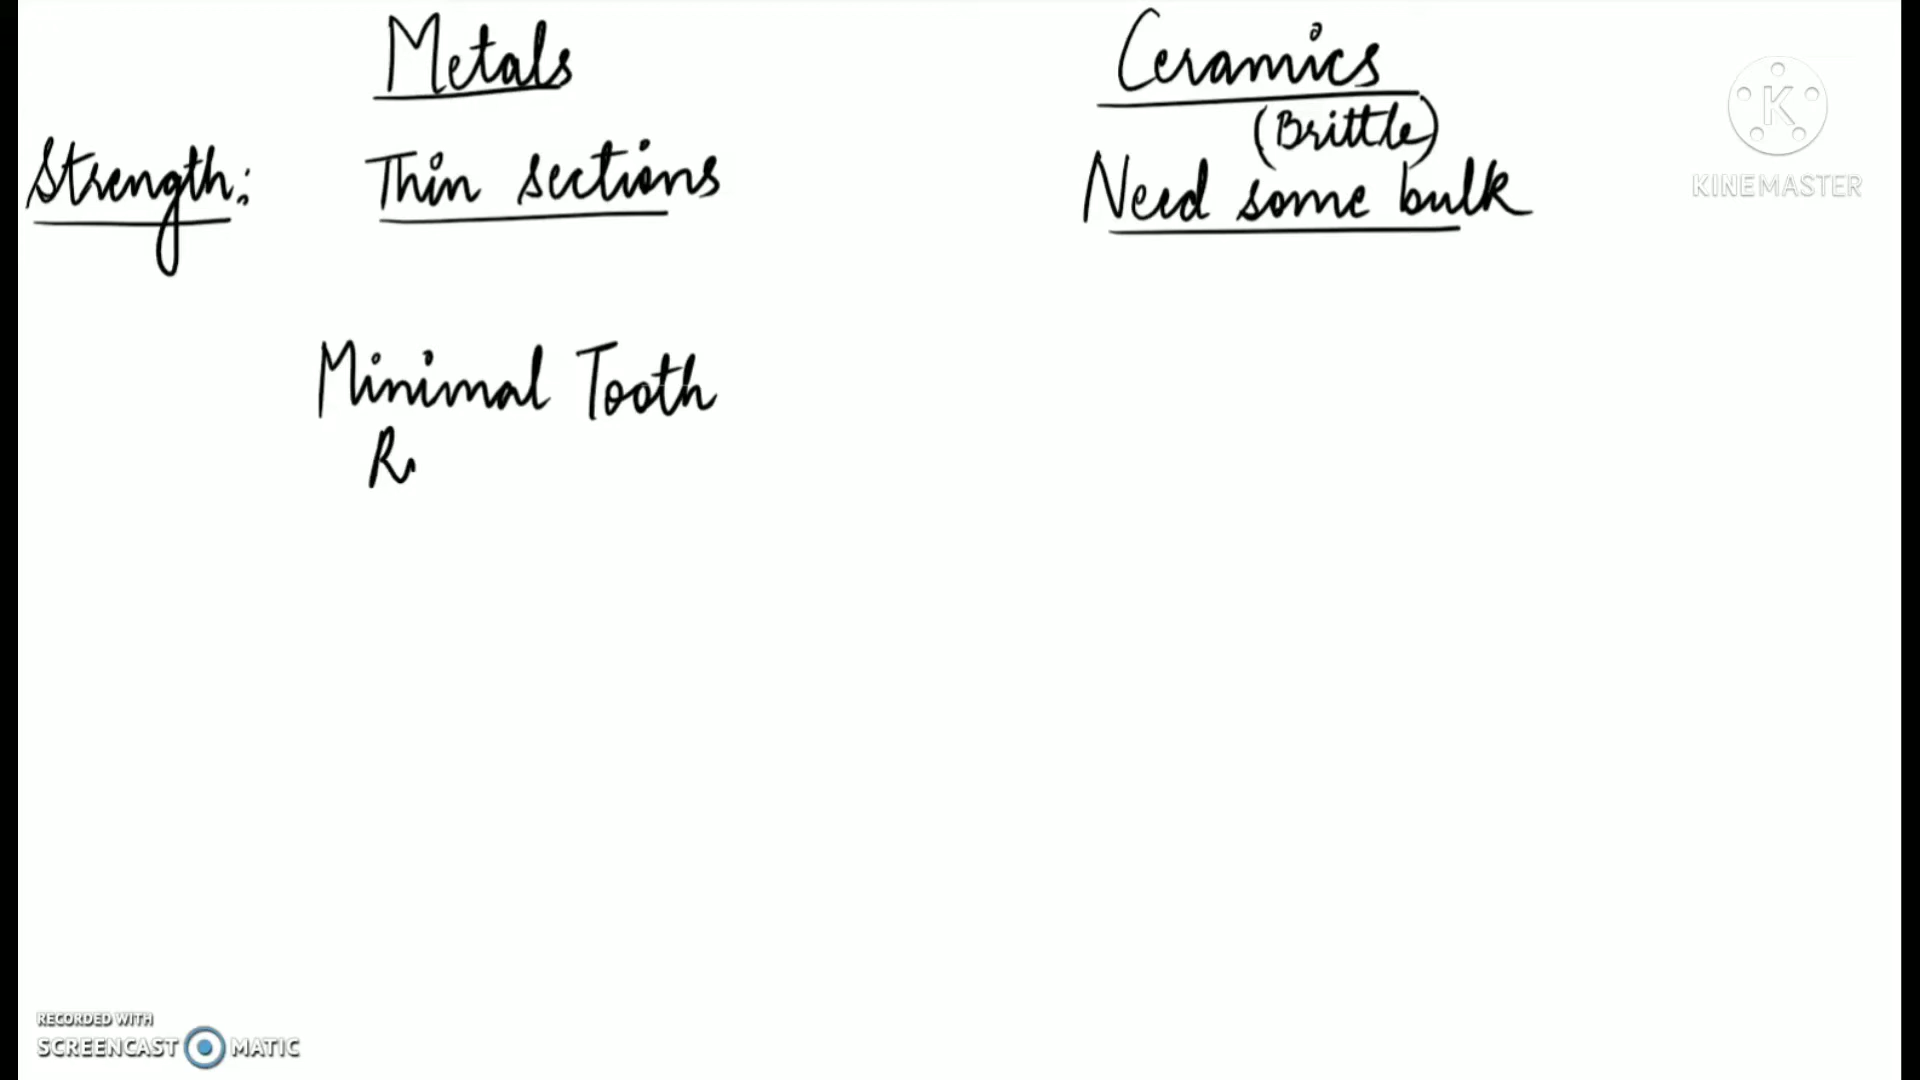 Metals
Ceramics
(Brittle)
Strength: Thin sections
Need some bulk
Minimal Tooth
K
KINEMASTER
RECORDED WITH
SCREENCAST MATIC